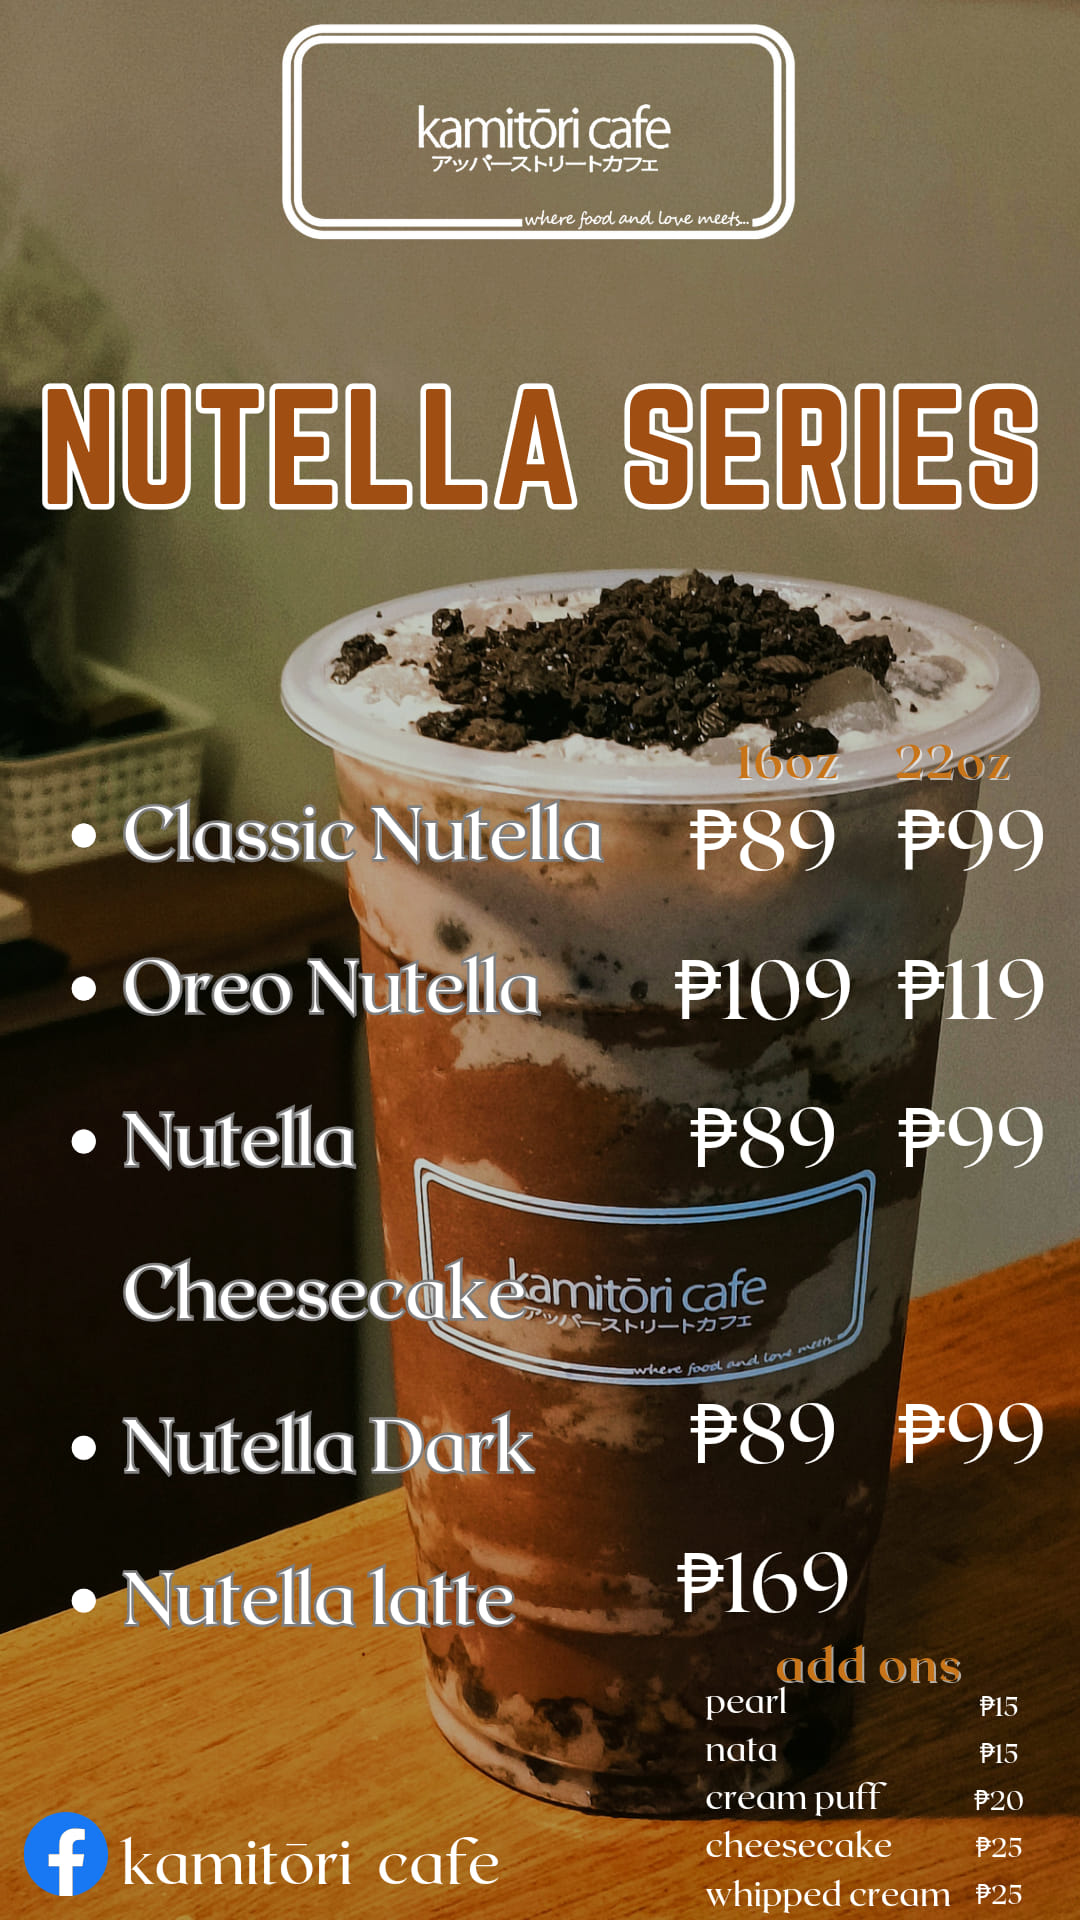 kamitōri cafe
アッパーストリートカフェ
where food and love meets...
NUTELLA SERIES
16oz 22oz
• Classic Nutella ₱89 ₱99
• Oreo Nutella ₱109 ₱119
• Nutella ₱89 ₱99
Cheesecake
kamitōri cafe
アッパーストリートカフェ
where food and love meets...
• Nutella Dark ₱89 ₱99
• Nutella latte ₱169
add ons
pearl ₱15
nata ₱15
cream puff ₱20
cheesecake ₱25
whipped cream ₱25
kamitōri cafe